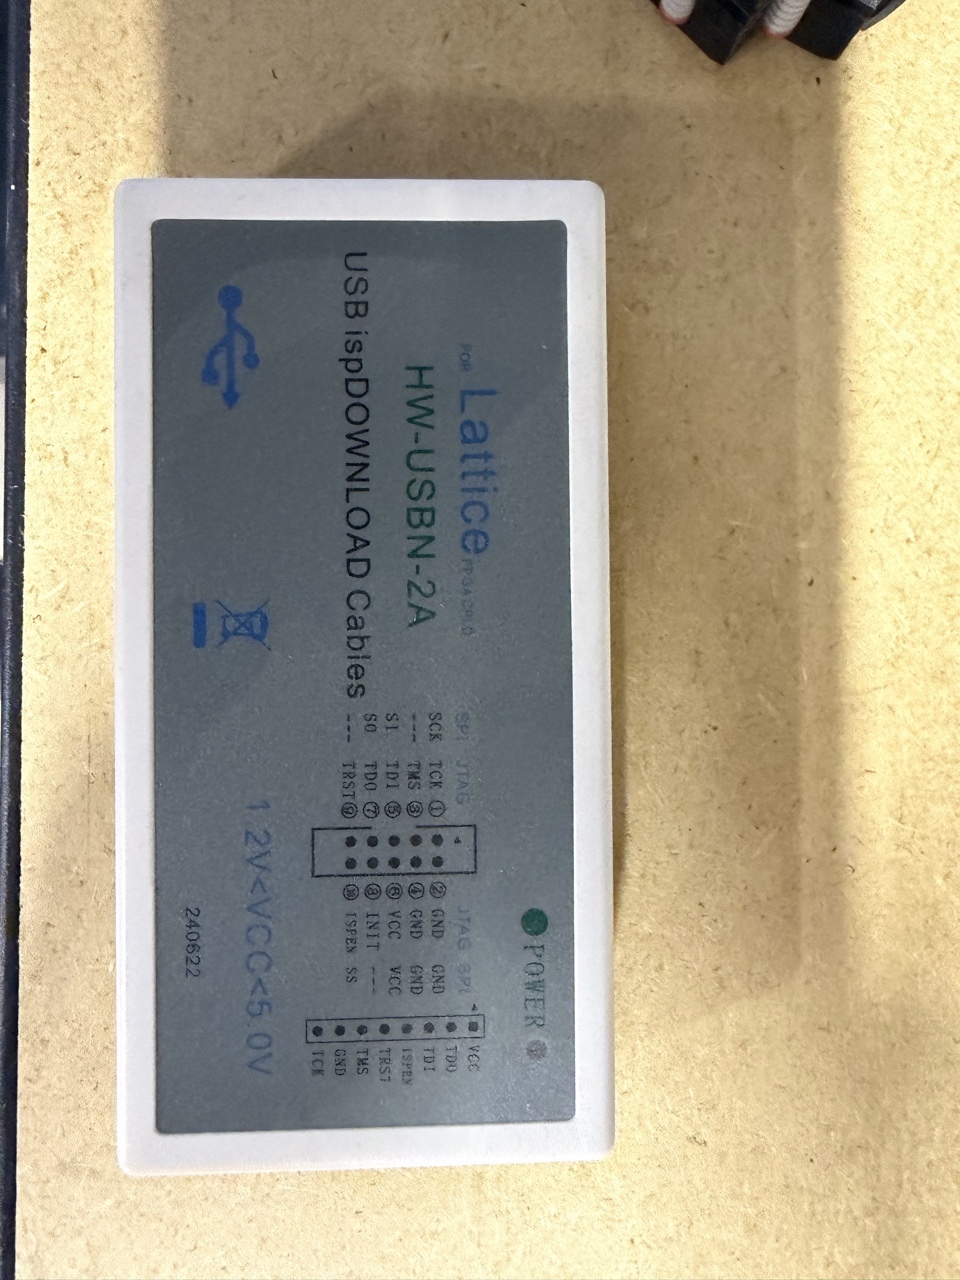 FOR Lattice FPGA CPLD
HW-USBN-2A
USB ispDOWNLOAD Cables
POWER
SPI JTAG
JTAG SPI
SCK TCK ① ② GND GND
--- TMS ③ ④ GND GND
SI TDI ⑤ ⑥ VCC VCC
SO TDO ⑦ ⑧ INIT ---
--- TRST ⑨ ⑩ ISPEN SS
VCC
TDO
TDI
ISPEN
TRST
TMS
GND
TCK
1.2V<VCC<5.0V
240622